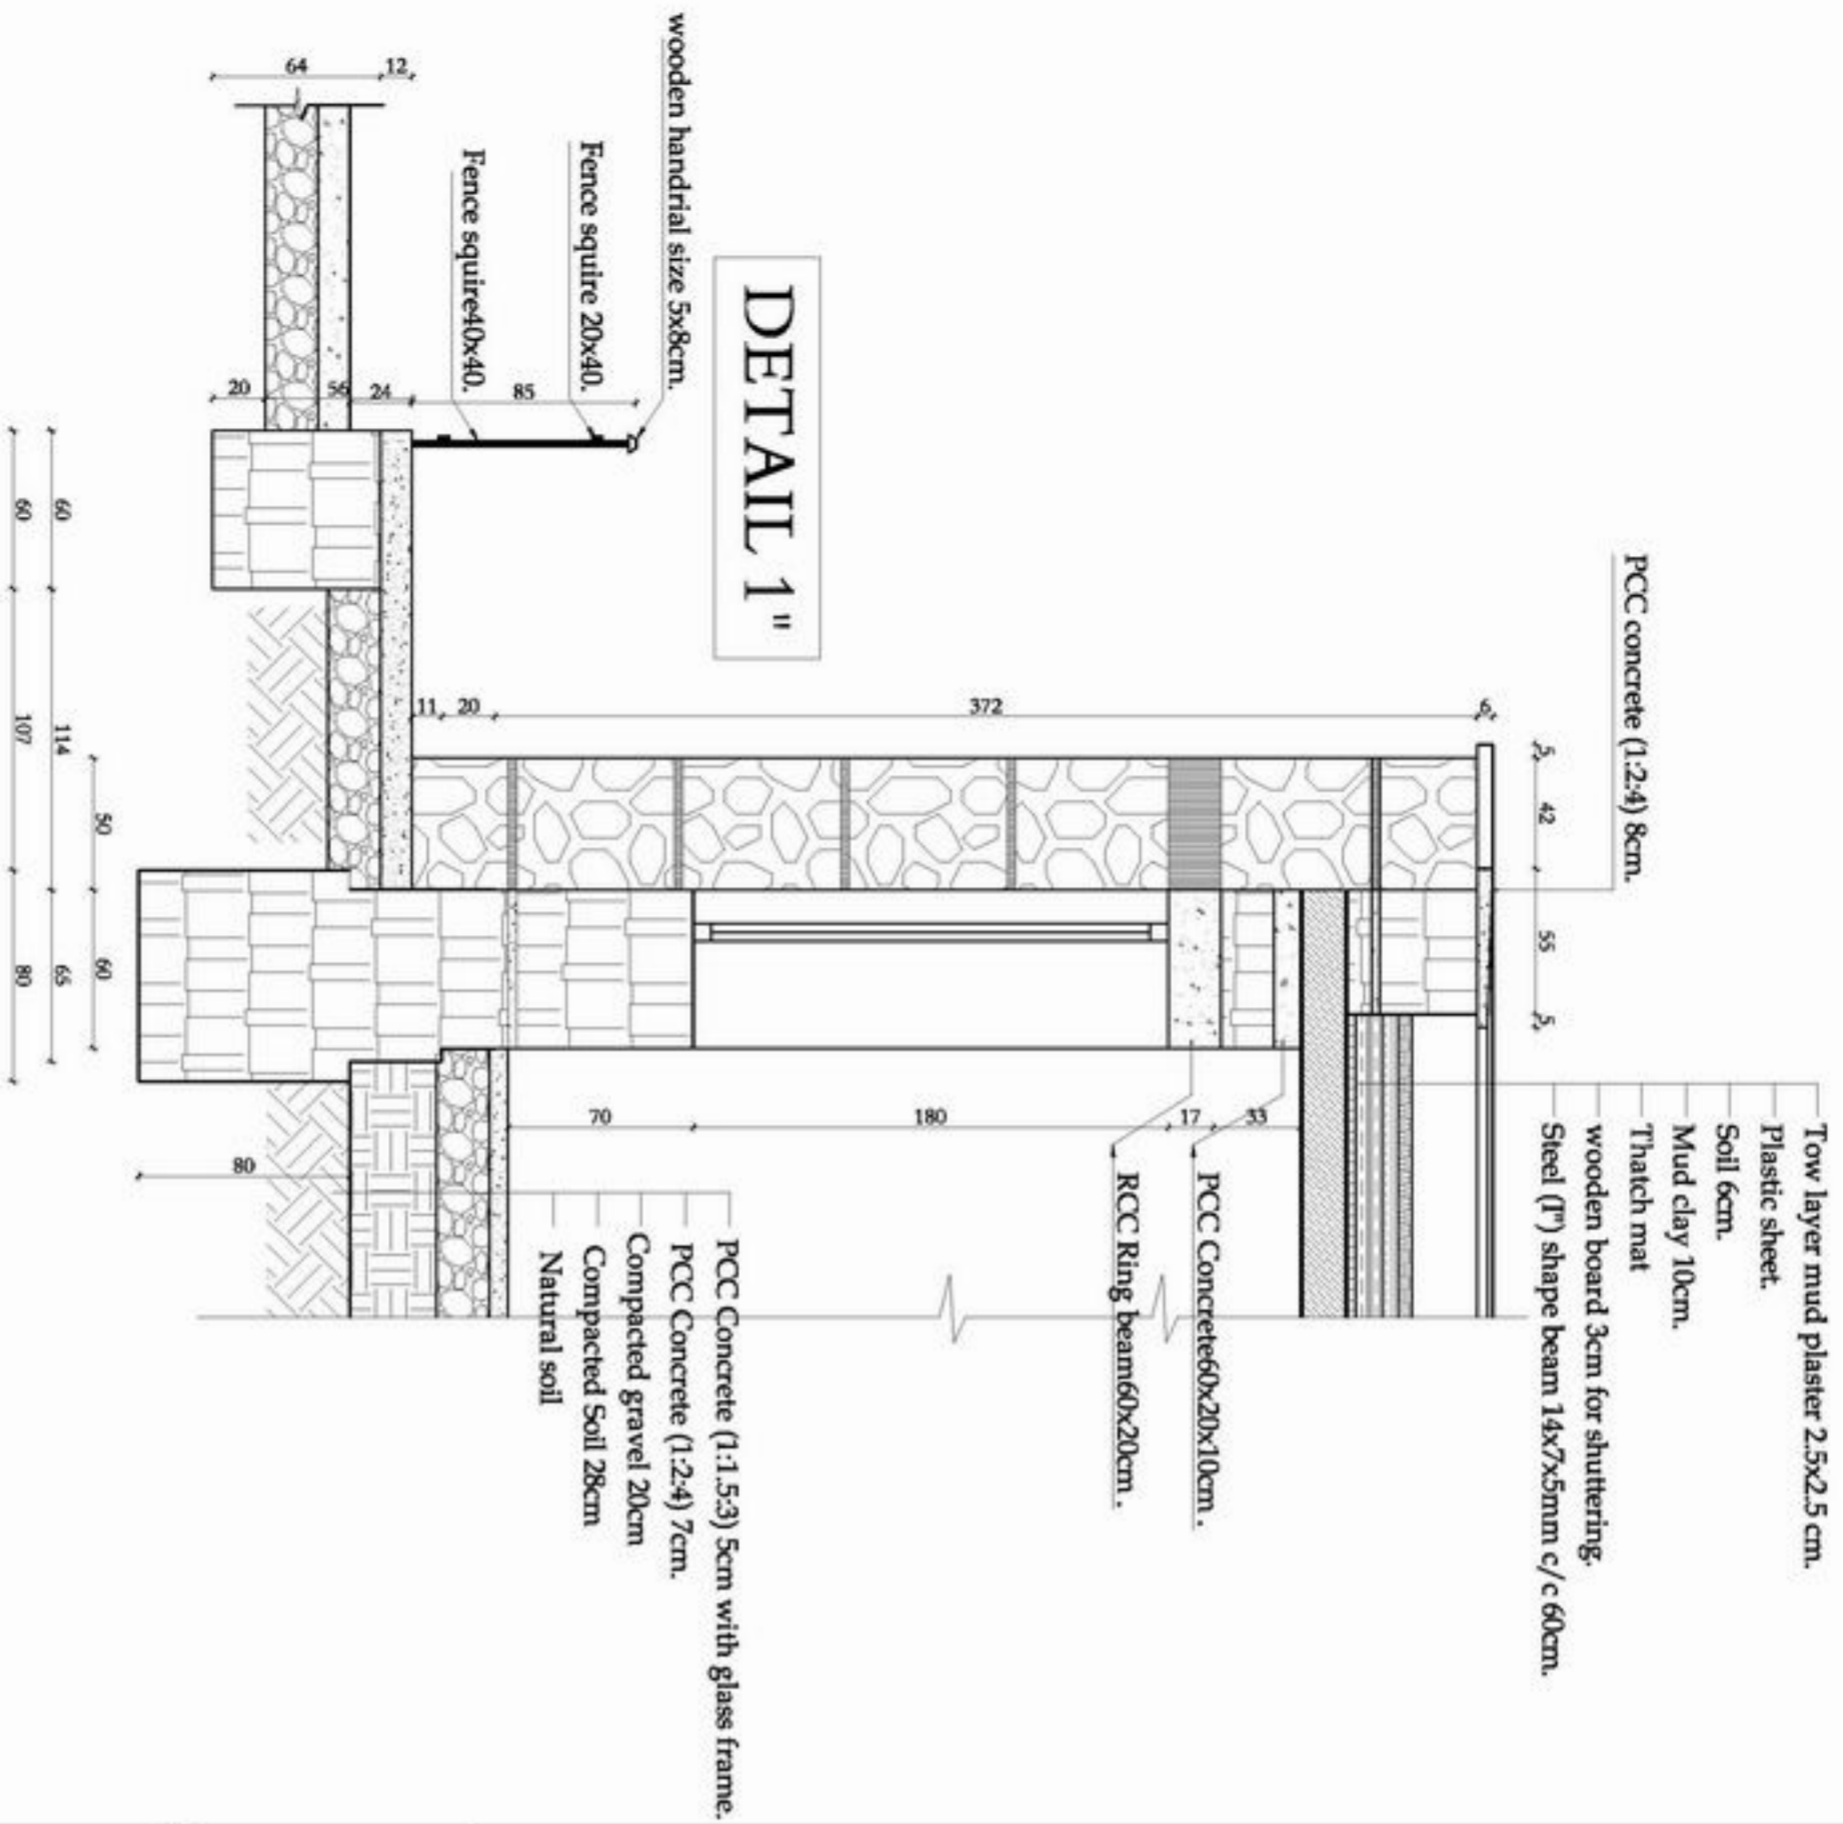 PCC concrete (1:2:4) 8cm.
Tow layer mud plaster 2.5x2.5 cm.
Plastic sheet.
Soil 6cm.
Mud clay 10cm.
Thatch mat
wooden board 3cm for shuttering.
Steel (I") shape beam 14x7x5mm c/c 60cm.
5
42
55
5
6
372
20
11
33
17
180
70
PCC Concrete60x20x10cm .
RCC Ring beam60x20cm .
DETAIL 1"
wooden handrial size 5x8cm.
Fence squire 20x40.
Fence squire40x40.
85
24
56
20
12
64
PCC Concrete (1:1.5:3) 5cm with glass frame.
PCC Concrete (1:2:4) 7cm.
Compacted gravel 20cm
Compacted Soil 28cm
Natural soil
80
50
60
60
114
65
60
107
80